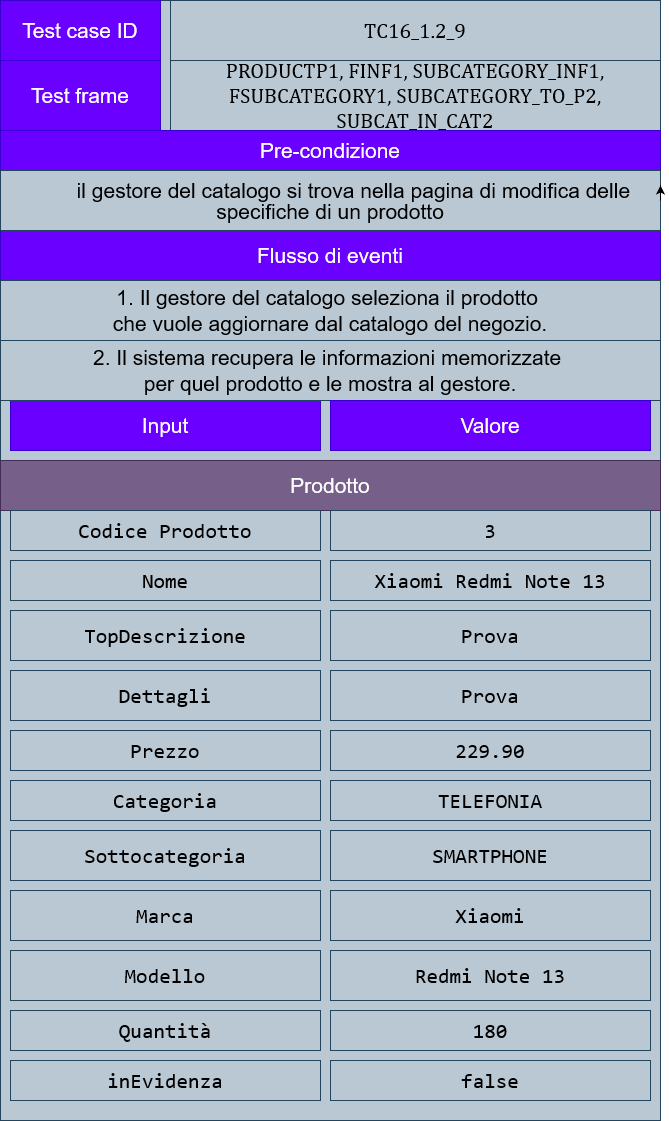 Test case ID
TC16_1.2_9
Test frame
PRODUCTP1, FINF1, SUBCATEGORY_INF1,
FSUBCATEGORY1, SUBCATEGORY_TO_P2,
SUBCAT_IN_CAT2
Pre-condizione
il gestore del catalogo si trova nella pagina di modifica delle
specifiche di un prodotto
Flusso di eventi
1. Il gestore del catalogo seleziona il prodotto
che vuole aggiornare dal catalogo del negozio.
2. Il sistema recupera le informazioni memorizzate
per quel prodotto e le mostra al gestore.
Input Valore
Prodotto
Codice Prodotto 3
Nome Xiaomi Redmi Note 13
TopDescrizione Prova
Dettagli Prova
Prezzo 229.90
Categoria TELEFONIA
Sottocategoria SMARTPHONE
Marca Xiaomi
Modello Redmi Note 13
Quantità 180
inEvidenza false